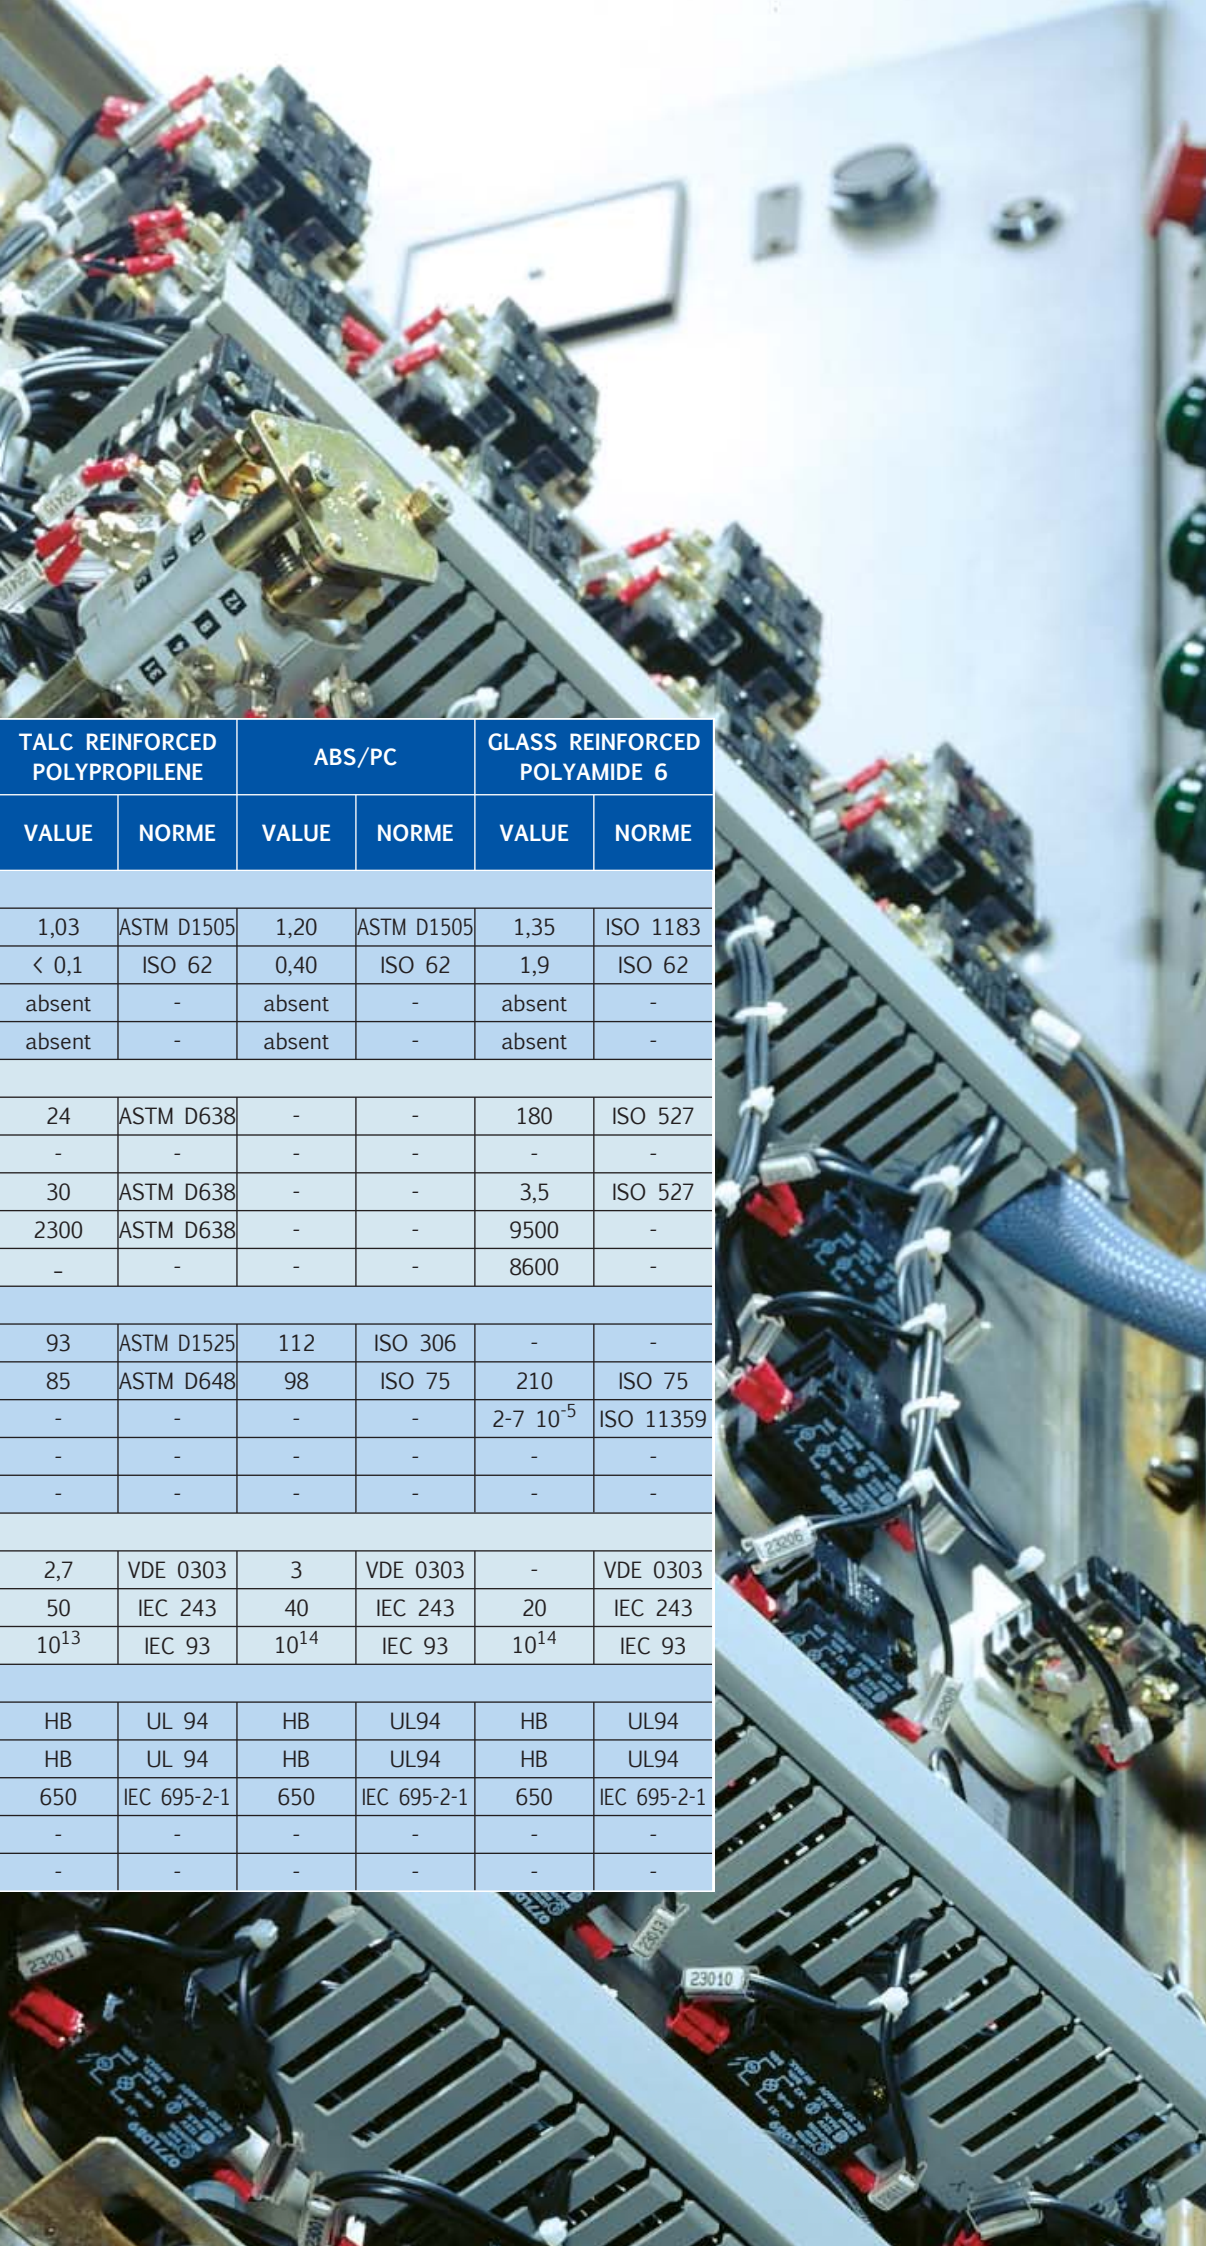 TALC REINFORCED POLYPROPILENE ABS/PC GLASS REINFORCED POLYAMIDE 6
VALUE NORME VALUE NORME VALUE NORME
1,03 ASTM D1505 1,20 ASTM D1505 1,35 ISO 1183
< 0,1 ISO 62 0,40 ISO 62 1,9 ISO 62
absent - absent - absent -
absent - absent - absent -
24 ASTM D638 - - 180 ISO 527
- - - - - -
30 ASTM D638 - - 3,5 ISO 527
2300 ASTM D638 - - 9500 -
- - - - 8600 -
93 ASTM D1525 112 ISO 306 - -
85 ASTM D648 98 ISO 75 210 ISO 75
- - - - 2-7 10⁻⁵ ISO 11359
- - - - - -
- - - - - -
2,7 VDE 0303 3 VDE 0303 - VDE 0303
50 IEC 243 40 IEC 243 20 IEC 243
10¹³ IEC 93 10¹⁴ IEC 93 10¹⁴ IEC 93
HB UL 94 HB UL94 HB UL94
HB UL 94 HB UL94 HB UL94
650 IEC 695-2-1 650 IEC 695-2-1 650 IEC 695-2-1
- - - - - -
- - - - - -
23206
23208
23201
23013
23010